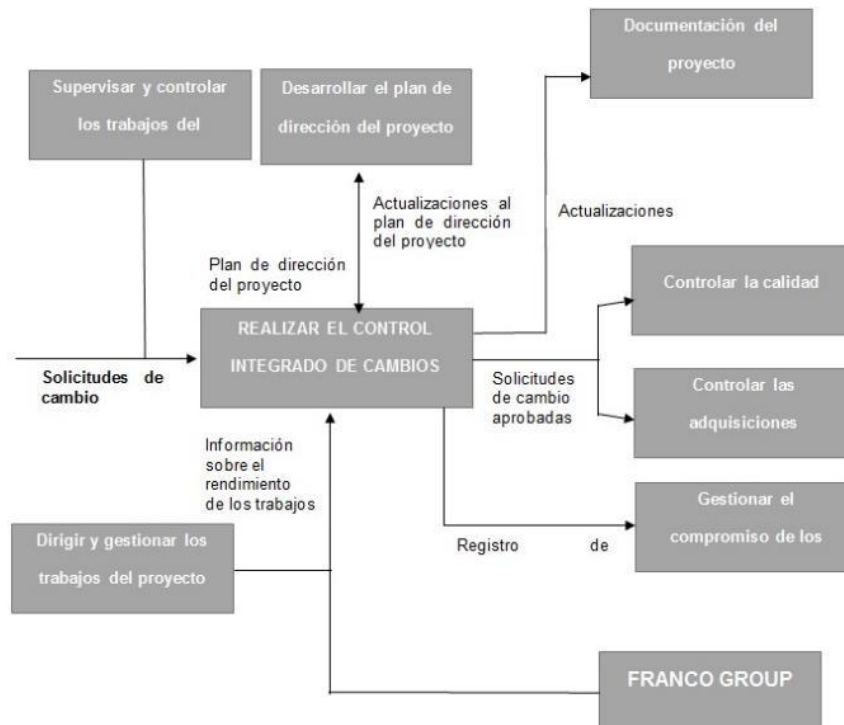 Documentación del
proyecto
Supervisar y controlar
los trabajos del
Desarrollar el plan de
dirección del proyecto
Actualizaciones al
plan de dirección
del proyecto
Actualizaciones
Plan de dirección
del proyecto
Controlar la calidad
REALIZAR EL CONTROL
INTEGRADO DE CAMBIOS
Solicitudes de
cambio
Solicitudes
de cambio
aprobadas
Controlar las
adquisiciones
Información
sobre el
rendimiento
de los trabajos
Gestionar el
compromiso de los
Registro de
Dirigir y gestionar los
trabajos del proyecto
FRANCO GROUP